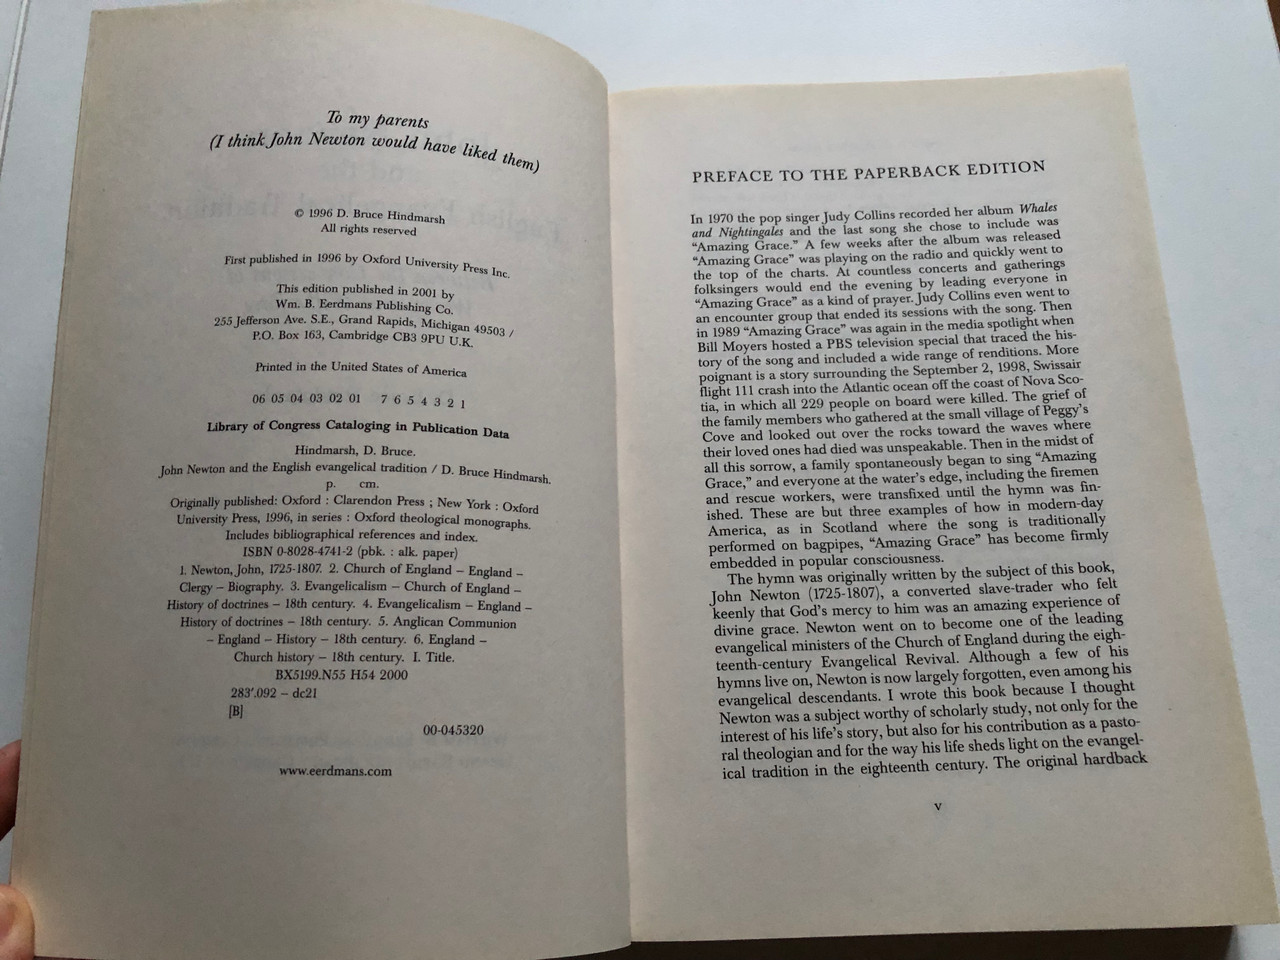 To my parents
(I think John Newton would have liked them)
© 1996 D. Bruce Hindmarsh
All rights reserved
First published in 1996 by Oxford University Press Inc.
This edition published in 2001 by
Wm. B. Eerdmans Publishing Co.
255 Jefferson Ave. S.E., Grand Rapids, Michigan 49503 /
P.O. Box 163, Cambridge CB3 9PU U.K.
Printed in the United States of America
06 05 04 03 02 01 7 6 5 4 3 2 1
Library of Congress Cataloging in Publication Data
Hindmarsh, D. Bruce.
John Newton and the English evangelical tradition / D. Bruce Hindmarsh.
p. cm.
Originally published: Oxford : Clarendon Press ; New York : Oxford
University Press, 1996, in series : Oxford theological monographs.
Includes bibliographical references and index.
ISBN 0-8028-4741-2 (pbk. : alk. paper)
1. Newton, John, 1725-1807. 2. Church of England – England –
Clergy – Biography. 3. Evangelicalism – Church of England –
History of doctrines – 18th century. 4. Evangelicalism – England –
History of doctrines – 18th century. 5. Anglican Communion
– England – History – 18th century. 6. England –
Church history – 18th century. I. Title.
BX5199.N55 H54 2000
283′.092 – dc21
[B]
00-045320
www.eerdmans.com
PREFACE TO THE PAPERBACK EDITION
In 1970 the pop singer Judy Collins recorded her album Whales
and Nightingales and the last song she chose to include was
“Amazing Grace.” A few weeks after the album was released
“Amazing Grace” was playing on the radio and quickly went to
the top of the charts. At countless concerts and gatherings
folksingers would end the evening by leading everyone in
“Amazing Grace” as a kind of prayer. Judy Collins even went to
an encounter group that ended its sessions with the song. Then
in 1989 “Amazing Grace” was again in the media spotlight when
Bill Moyers hosted a PBS television special that traced the his-
tory of the song and included a wide range of renditions. More
poignant is a story surrounding the September 2, 1998, Swissair
flight 111 crash into the Atlantic ocean off the coast of Nova Sco-
tia, in which all 229 people on board were killed. The grief of
the family members who gathered at the small village of Peggy’s
Cove and looked out over the rocks toward the waves where
their loved ones had died was unspeakable. Then in the midst of
all this sorrow, a family spontaneously began to sing “Amazing
Grace,” and everyone at the water’s edge, including the firemen
and rescue workers, were transfixed until the hymn was fin-
ished. These are but three examples of how in modern-day
America, as in Scotland where the song is traditionally
performed on bagpipes, “Amazing Grace” has become firmly
embedded in popular consciousness.
The hymn was originally written by the subject of this book,
John Newton (1725-1807), a converted slave-trader who felt
keenly that God’s mercy to him was an amazing experience of
divine grace. Newton went on to become one of the leading
evangelical ministers of the Church of England during the eigh-
teenth-century Evangelical Revival. Although a few of his
hymns live on, Newton is now largely forgotten, even among his
evangelical descendants. I wrote this book because I thought
Newton was a subject worthy of scholarly study, not only for the
interest of his life’s story, but also for his contribution as a pasto-
ral theologian and for the way his life sheds light on the evangel-
ical tradition in the eighteenth century. The original hardback
v